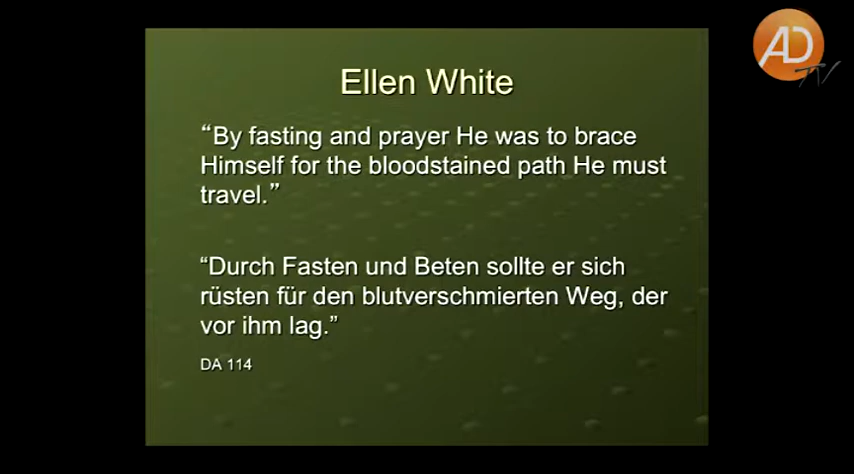 AD
TV
Ellen White
“By fasting and prayer He was to brace
Himself for the bloodstained path He must
travel.”
“Durch Fasten und Beten sollte er sich
rüsten für den blutverschmierten Weg, der
vor ihm lag.”
DA 114